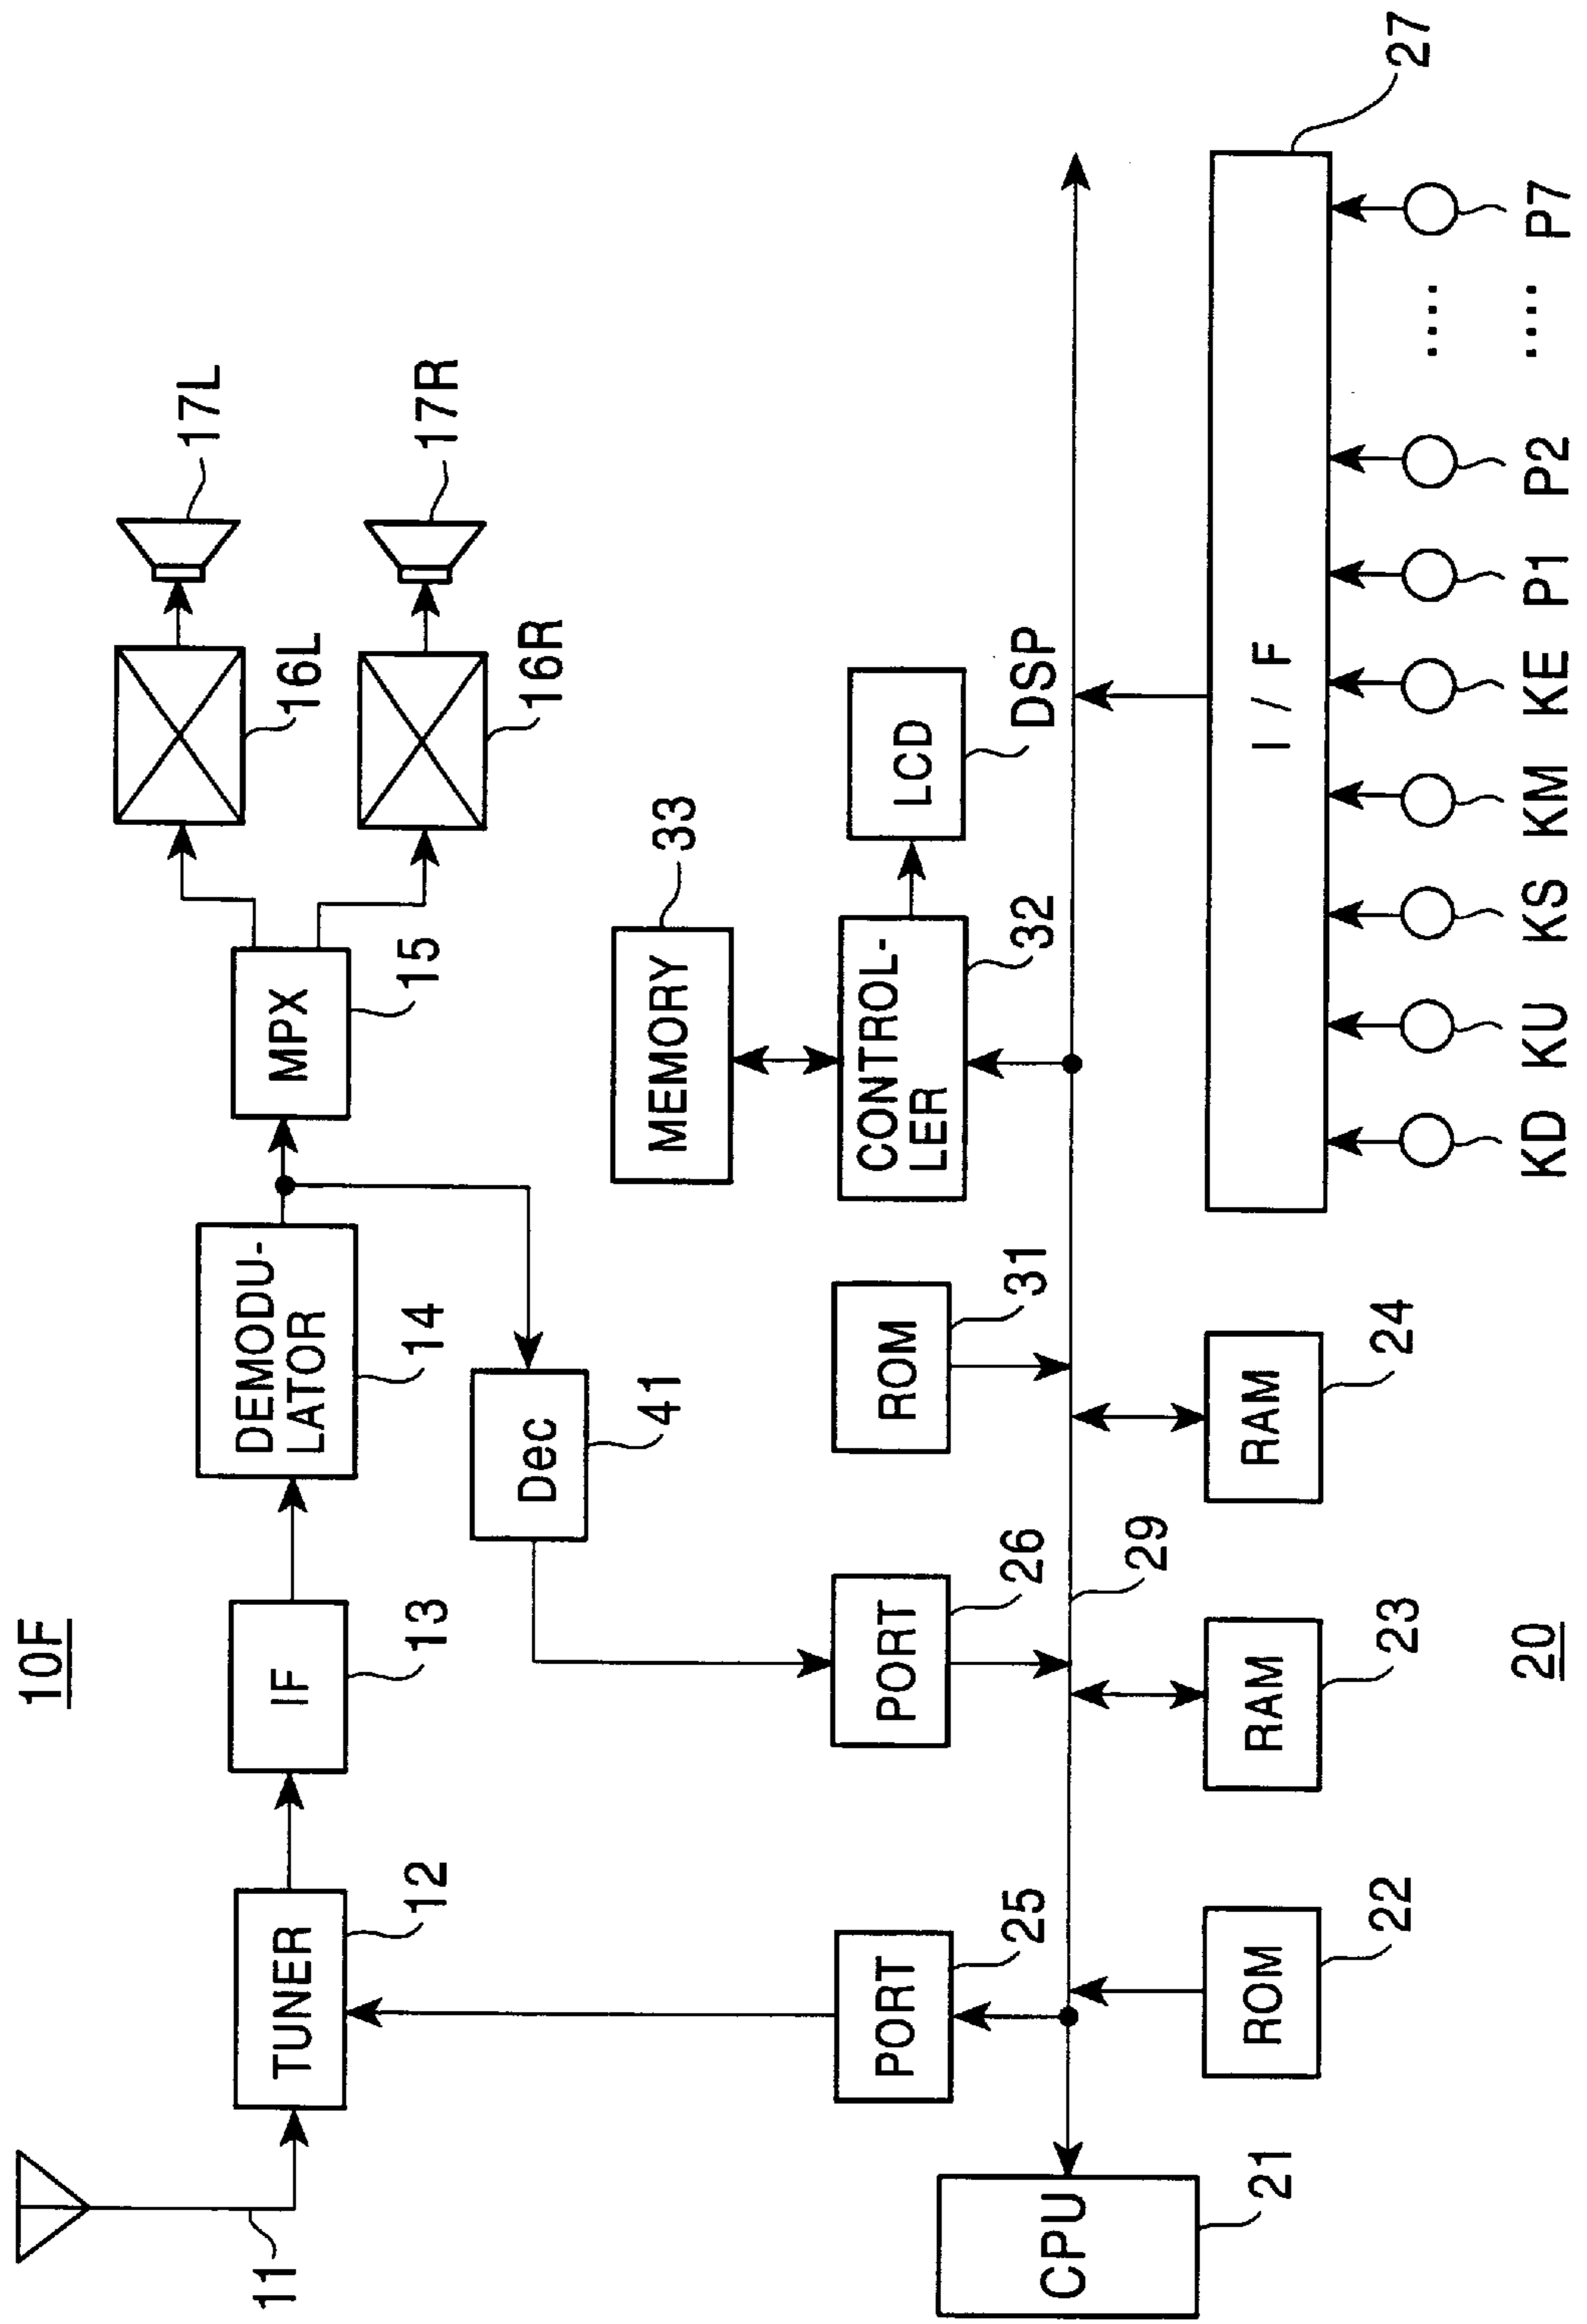 10F
17L
17R
16L
16R
MPX
15
DEMODU-
LATOR
14
IF
13
TUNER
12
11
Dec
41
MEMORY
33
LCD
DSP
CONTROL-
LER
32
ROM
31
PORT
26
PORT
25
29
CPU
21
ROM
22
RAM
23
RAM
24
I / F
27
KD
KU
KS
KM
KE
P1
P2
....
....
P7
20